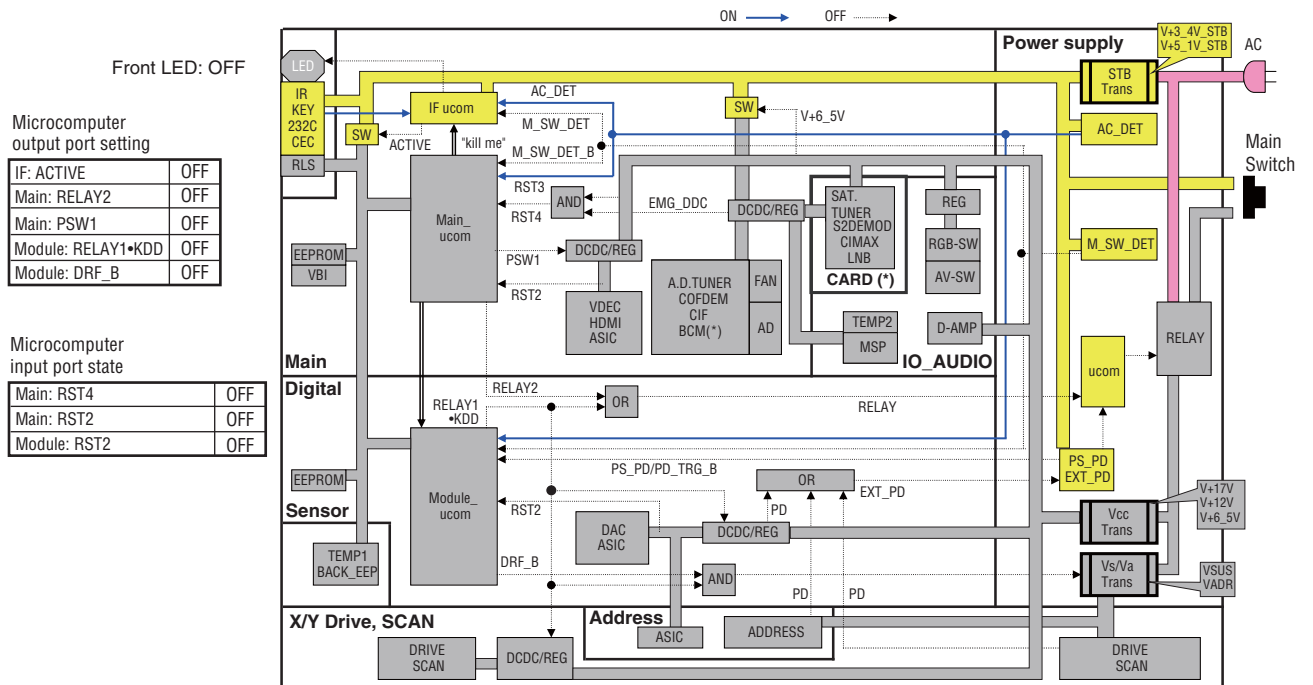 ON
OFF
Front LED: OFF
Microcomputer
output port setting
IF: ACTIVE OFF
Main: RELAY2 OFF
Main: PSW1 OFF
Module: RELAY1•KDD OFF
Module: DRF_B OFF
Microcomputer
input port state
Main: RST4 OFF
Main: RST2 OFF
Module: RST2 OFF
LED
IR
KEY
232C
CEC
RLS
SW
IF ucom
ACTIVE
"kill me"
AC_DET
M_SW_DET
M_SW_DET_B
SW
V+6_5V
Power supply
V+3_4V_STB
V+5_1V_STB
AC
STB
Trans
AC_DET
Main
Switch
M_SW_DET
Main_
ucom
RST3
RST4
AND
EMG_DDC
DCDC/REG
PSW1
DCDC/REG
RST2
SAT.
TUNER
S2DEMOD
CIMAX
LNB
CARD (*)
REG
RGB-SW
AV-SW
EEPROM
VBI
VDEC
HDMI
ASIC
A.D.TUNER
COFDEM
CIF
BCM(*)
FAN
AD
TEMP2
MSP
D-AMP
RELAY
ucom
Main
IO_AUDIO
Digital
RELAY2
RELAY1
•KDD
OR
RELAY
Module_
ucom
PS_PD/PD_TRG_B
OR
EXT_PD
PS_PD
EXT_PD
EEPROM
Sensor
RST2
DAC
ASIC
DCDC/REG
PD
Vcc
Trans
V+17V
V+12V
V+6_5V
TEMP1
BACK_EEP
DRF_B
AND
PD
PD
Vs/Va
Trans
VSUS
VADR
X/Y Drive, SCAN
Address
ASIC
ADDRESS
DRIVE
SCAN
DCDC/REG
DRIVE
SCAN